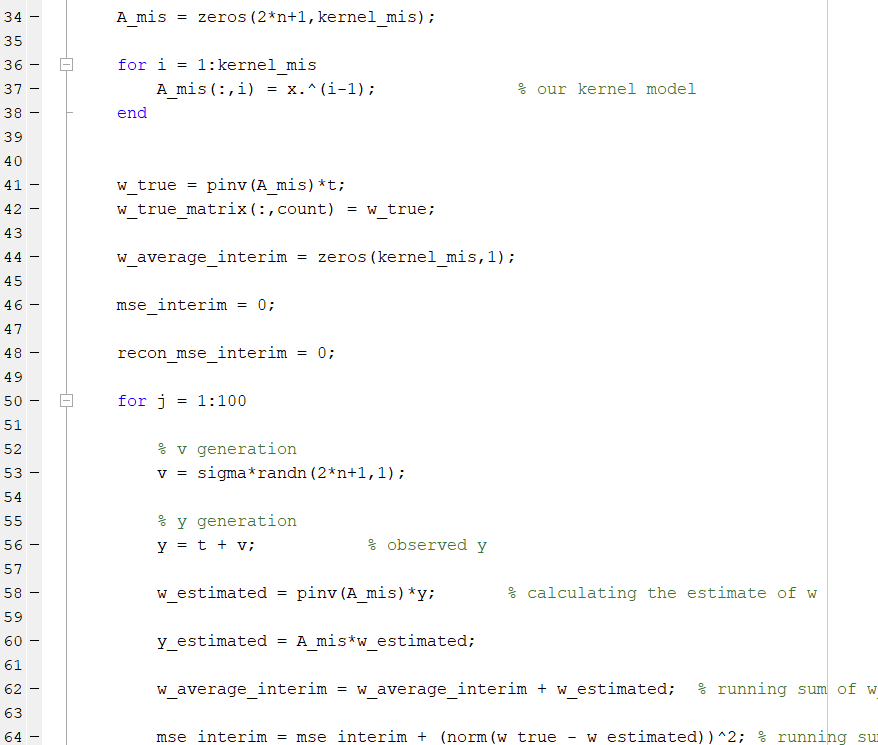 34 – A_mis = zeros(2*n+1,kernel_mis);
35
36 – for i = 1:kernel_mis
37 – A_mis(:,i) = x.^(i-1); % our kernel model
38 – end
39
40
41 – w_true = pinv(A_mis)*t;
42 – w_true_matrix(:,count) = w_true;
43
44 – w_average_interim = zeros(kernel_mis,1);
45
46 – mse_interim = 0;
47
48 – recon_mse_interim = 0;
49
50 – for j = 1:100
51
52 % v generation
53 – v = sigma*randn(2*n+1,1);
54
55 % y generation
56 – y = t + v; % observed y
57
58 – w_estimated = pinv(A_mis)*y; % calculating the estimate of w
59
60 – y_estimated = A_mis*w_estimated;
61
62 – w_average_interim = w_average_interim + w_estimated; % running sum of w_
63
64 – mse_interim = mse_interim + (norm(w_true - w_estimated))^2; % running